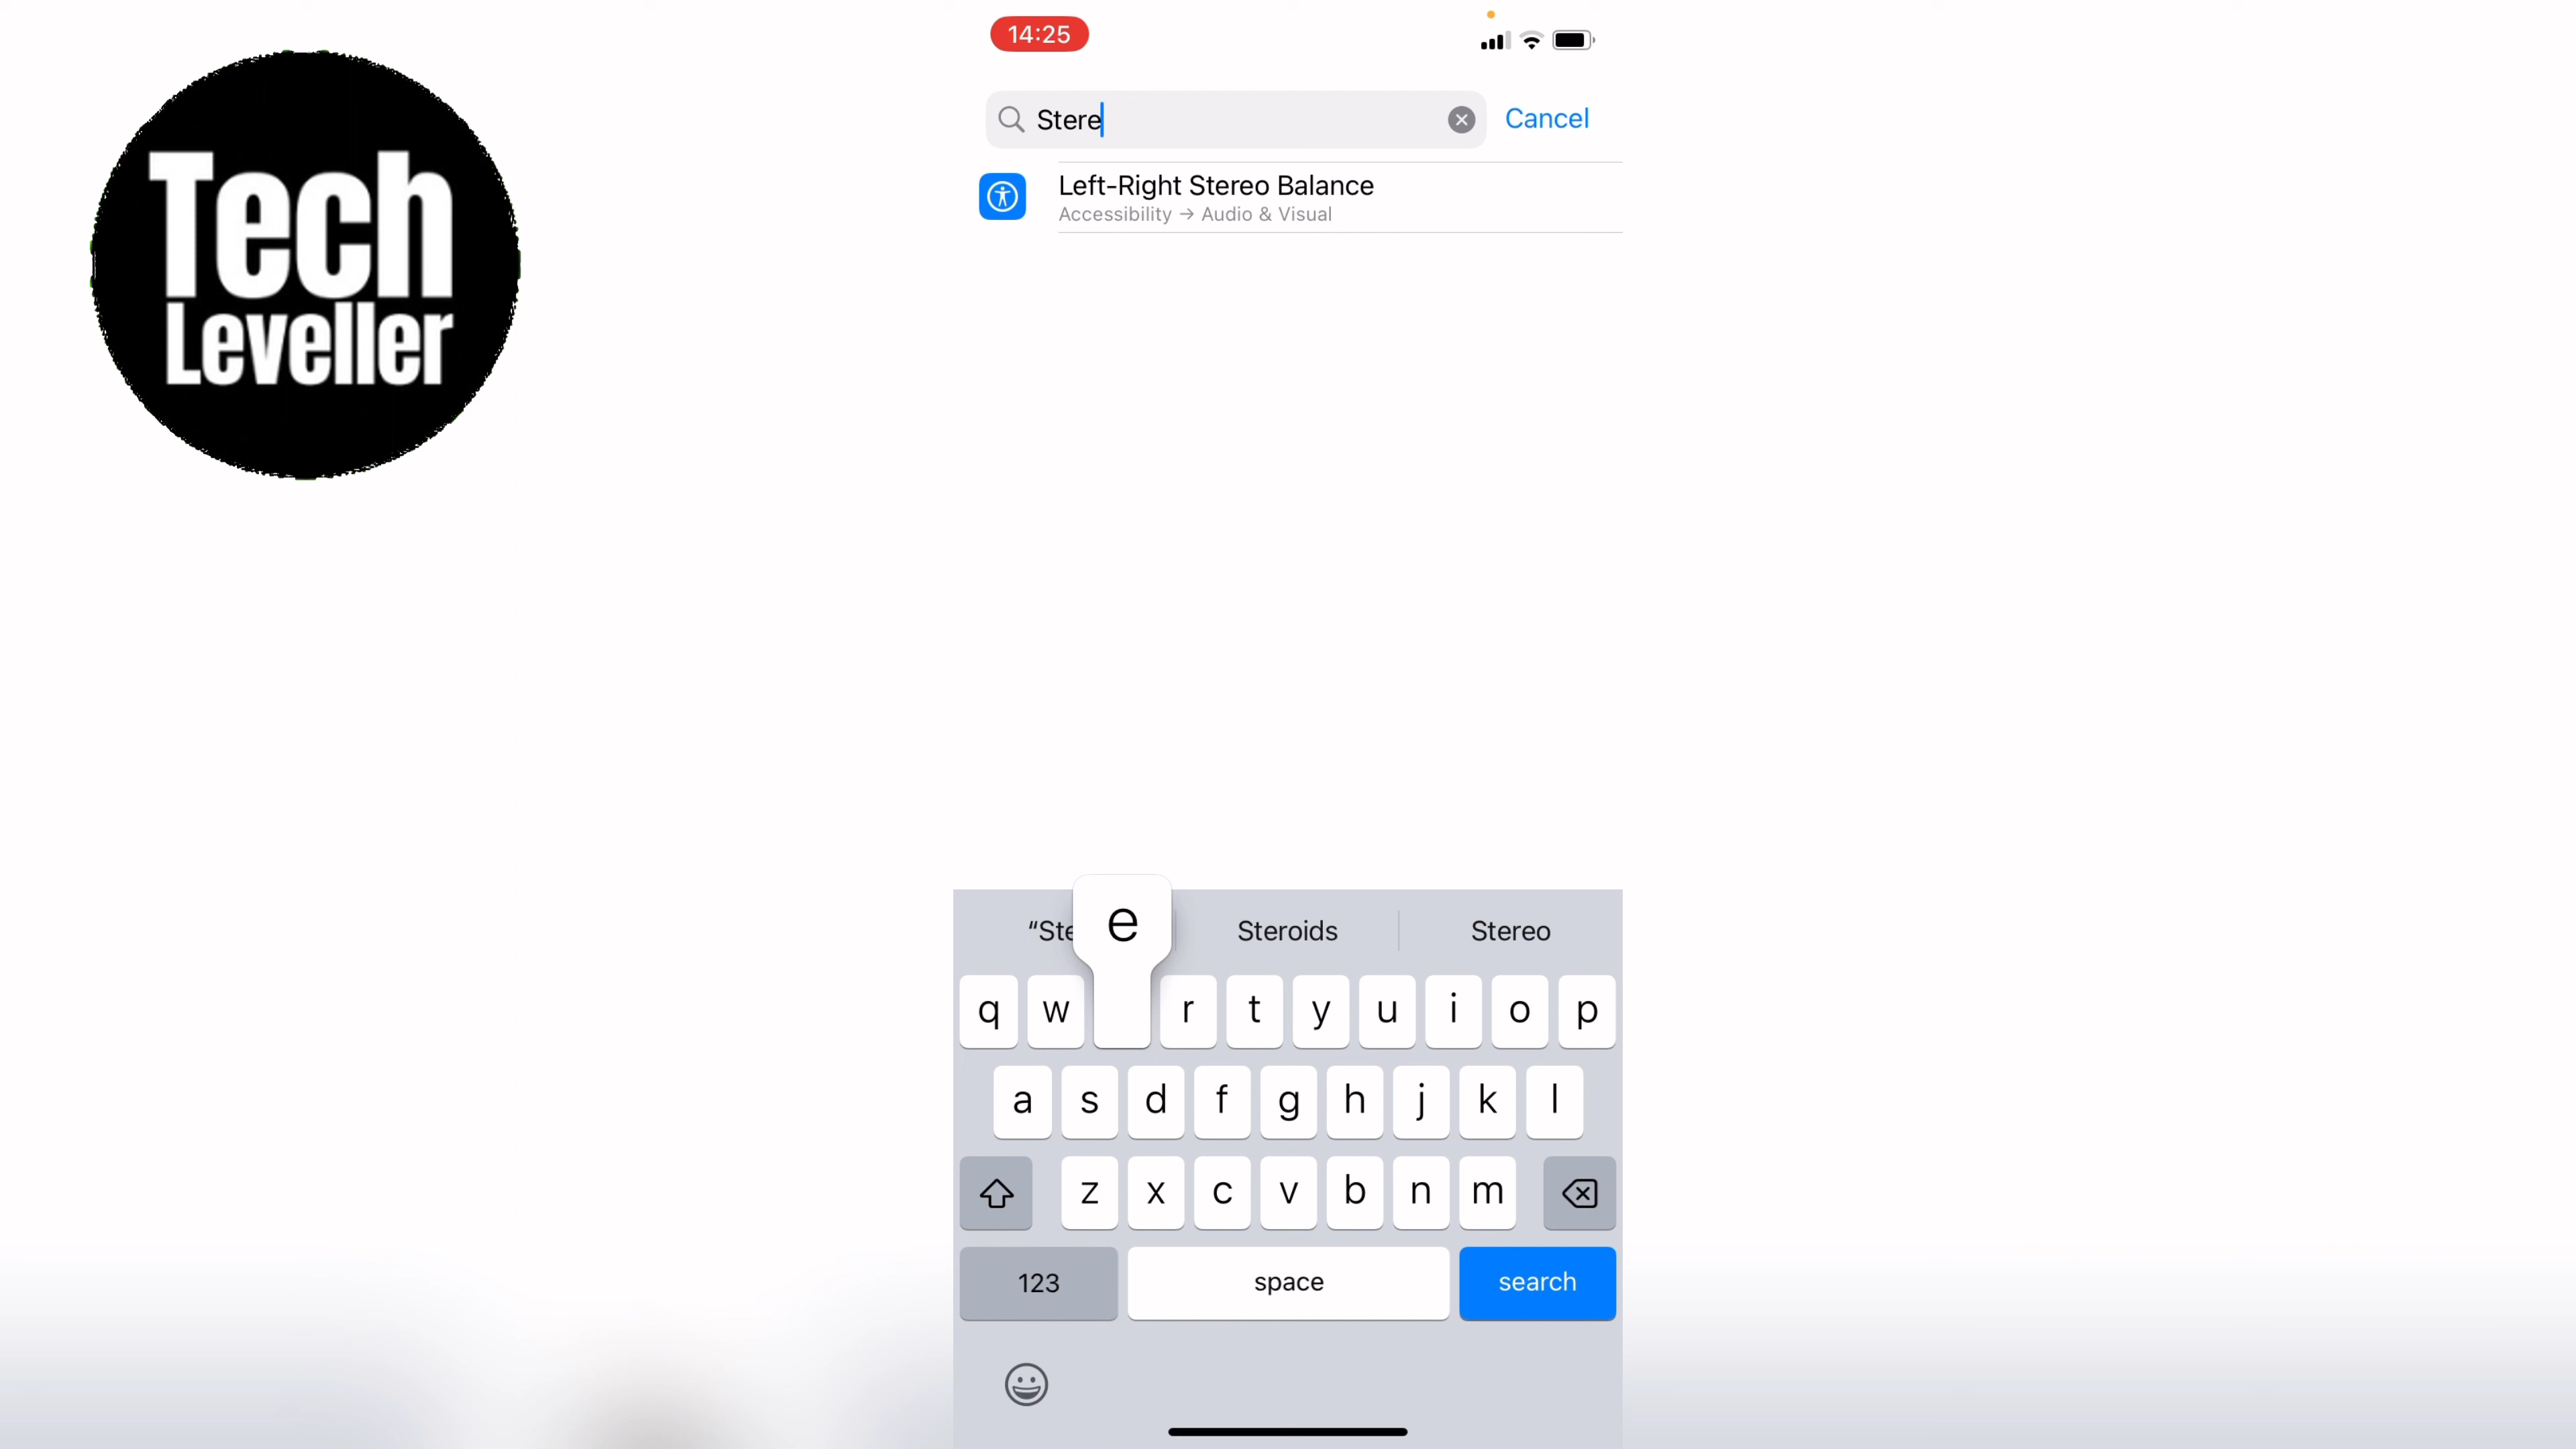 Tech
Leveller
14:25
Stere
Cancel
Left-Right Stereo Balance
Accessibility → Audio & Visual
“Ste
e
Steroids
Stereo
q w r t y u i o p
a s d f g h j k l
z x c v b n m
123
space
search